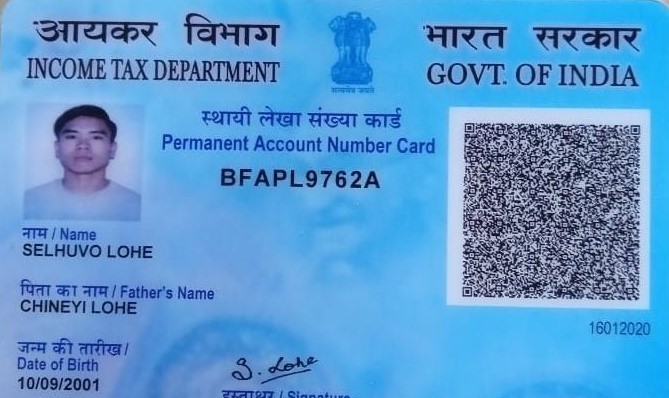 आयकर विभाग
INCOME TAX DEPARTMENT
भारत सरकार
GOVT. OF INDIA
सत्यमेव जयते
स्थायी लेखा संख्या कार्ड
Permanent Account Number Card
BFAPL9762A
नाम / Name
SELHUVO LOHE
पिता का नाम / Father's Name
CHINEYI LOHE
जन्म की तारीख /
Date of Birth
10/09/2001
S. Lohe
हस्ताक्षर / Signature
16012020